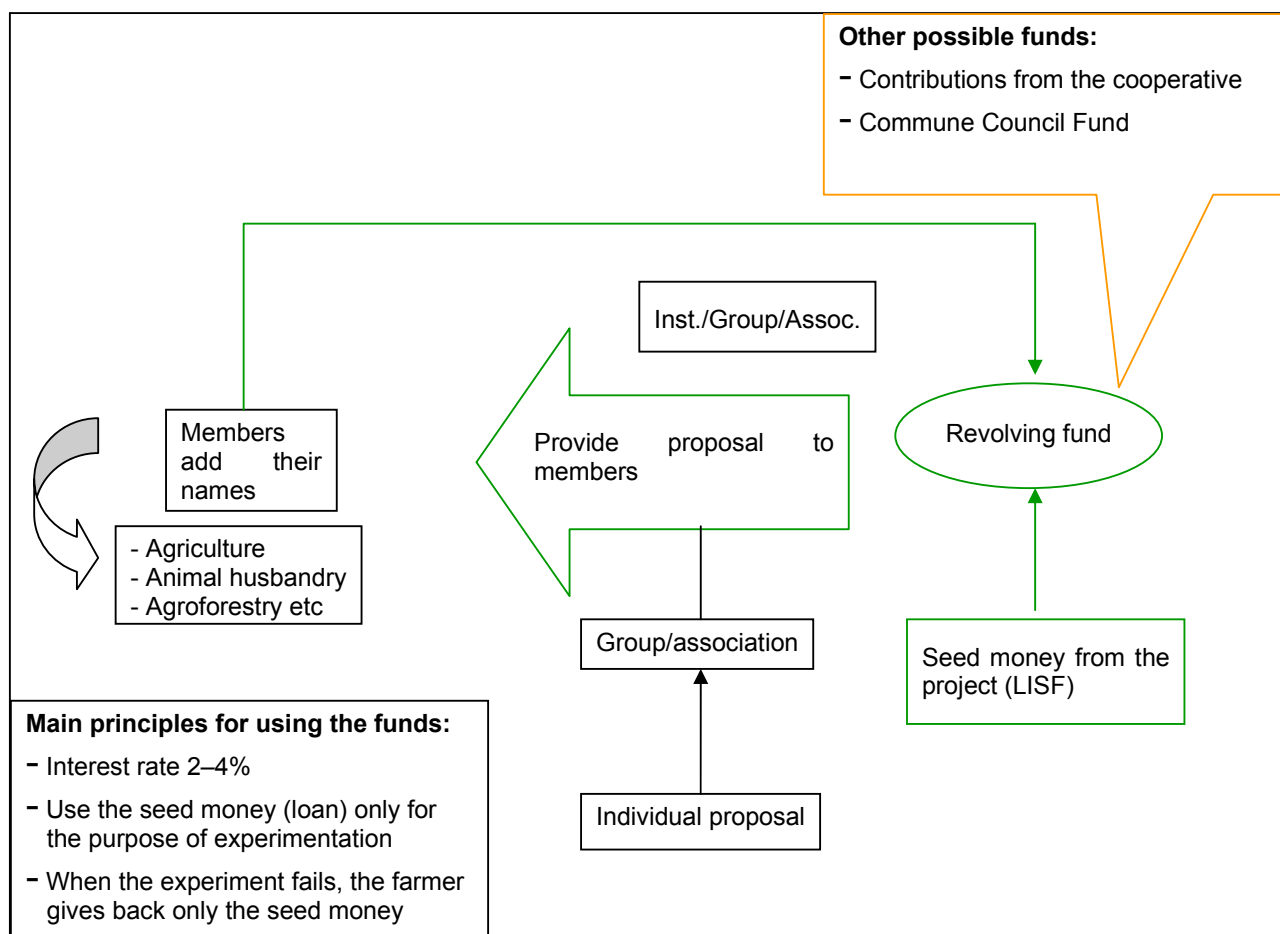 Other possible funds:
- Contributions from the cooperative
- Commune Council Fund
Inst./Group/Assoc.
Members
add their
names
Provide proposal to
members
Revolving fund
- Agriculture
- Animal husbandry
- Agroforestry etc
Group/association
Seed money from the
project (LISF)
Main principles for using the funds:
- Interest rate 2–4%
- Use the seed money (loan) only for
the purpose of experimentation
- When the experiment fails, the farmer
gives back only the seed money
Individual proposal